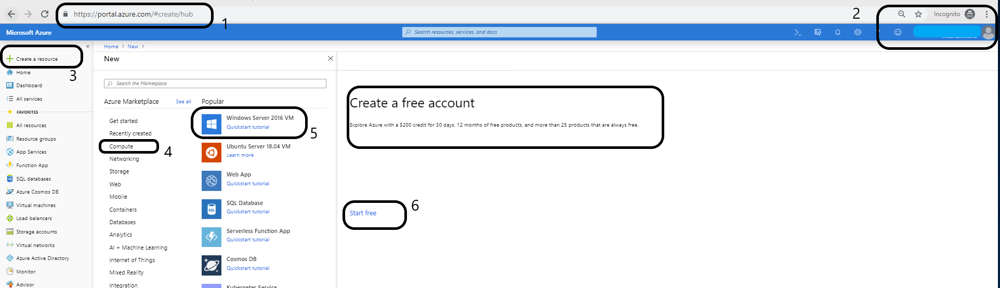 https://portal.azure.com/#create/hub
1
2
Incognito
Microsoft Azure
Search resources, services, and docs
Create a resource
3
Home
Dashboard
All services
FAVORITES
All resources
Resource groups
App Services
Function App
SQL databases
Azure Cosmos DB
Virtual machines
Load balancers
Storage accounts
Virtual networks
Azure Active Directory
Monitor
Advisor
Home > New >
New
Search the Marketplace
Azure Marketplace
See all
Get started
Recently created
Compute
4
Networking
Storage
Web
Mobile
Containers
Databases
Analytics
AI + Machine Learning
Internet of Things
Mixed Reality
Integration
Popular
Windows Server 2016 VM
Quickstart tutorial
5
Ubuntu Server 18.04 VM
Learn more
Web App
Quickstart tutorial
SQL Database
Quickstart tutorial
SQL
Serverless Function App
Quickstart tutorial
Cosmos DB
Quickstart tutorial
Kubernetes Service
Create a free account
Explore Azure with a $200 credit for 30 days, 12 months of free products, and more than 25 products that are always free.
Start free
6